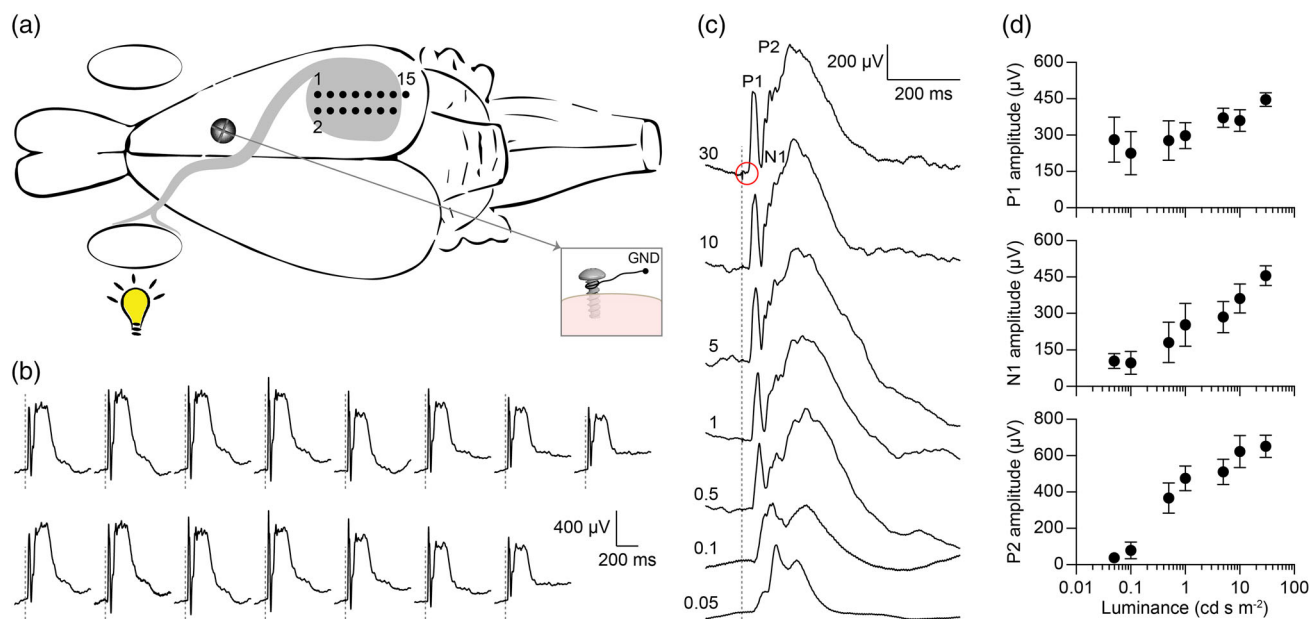 (a)
1
15
2
GND
(b)
400 µV
200 ms
(c)
P2
P1
200 µV
200 ms
30
N1
10
5
1
0.5
0.1
0.05
(d)
P1 amplitude (µV)
600
450
300
150
0
N1 amplitude (µV)
600
450
300
150
0
P2 amplitude (µV)
800
600
400
200
0
0.01
0.1
1
10
100
Luminance (cd s m-2)